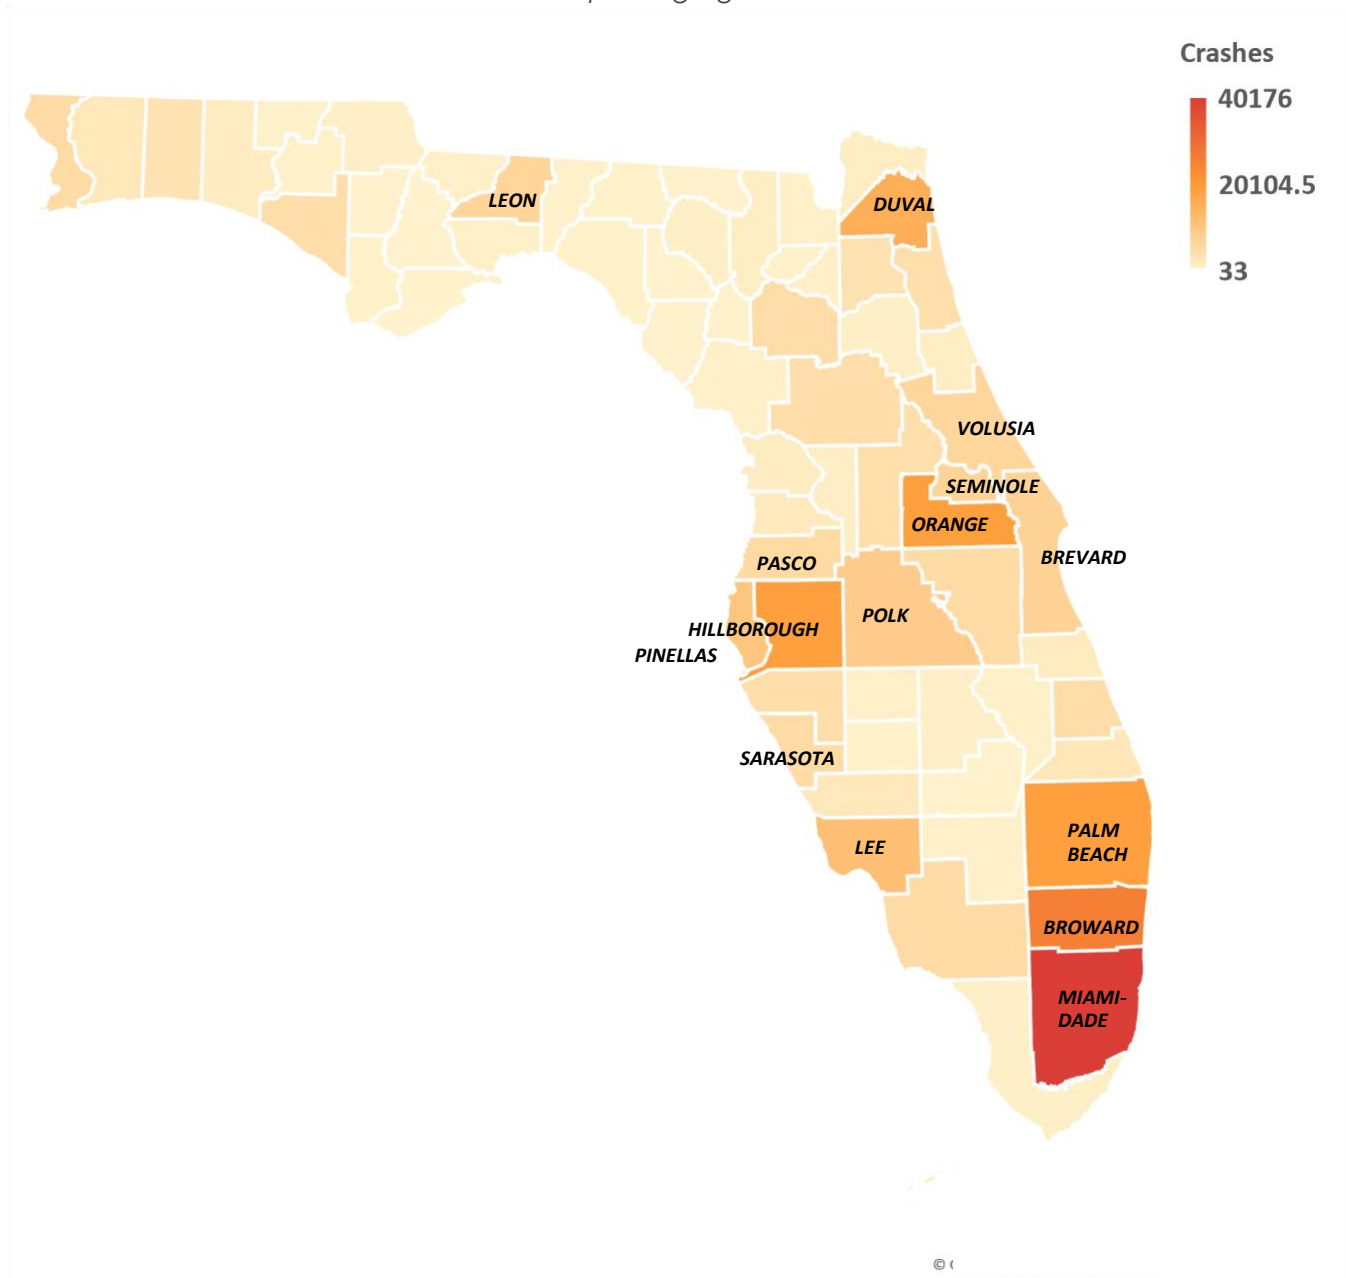 Crashes
40176
20104.5
33
LEON
DUVAL
VOLUSIA
SEMINOLE
ORANGE
BREVARD
PASCO
POLK
HILLBOROUGH
PINELLAS
SARASOTA
LEE
PALM
BEACH
BROWARD
MIAMI-
DADE
©